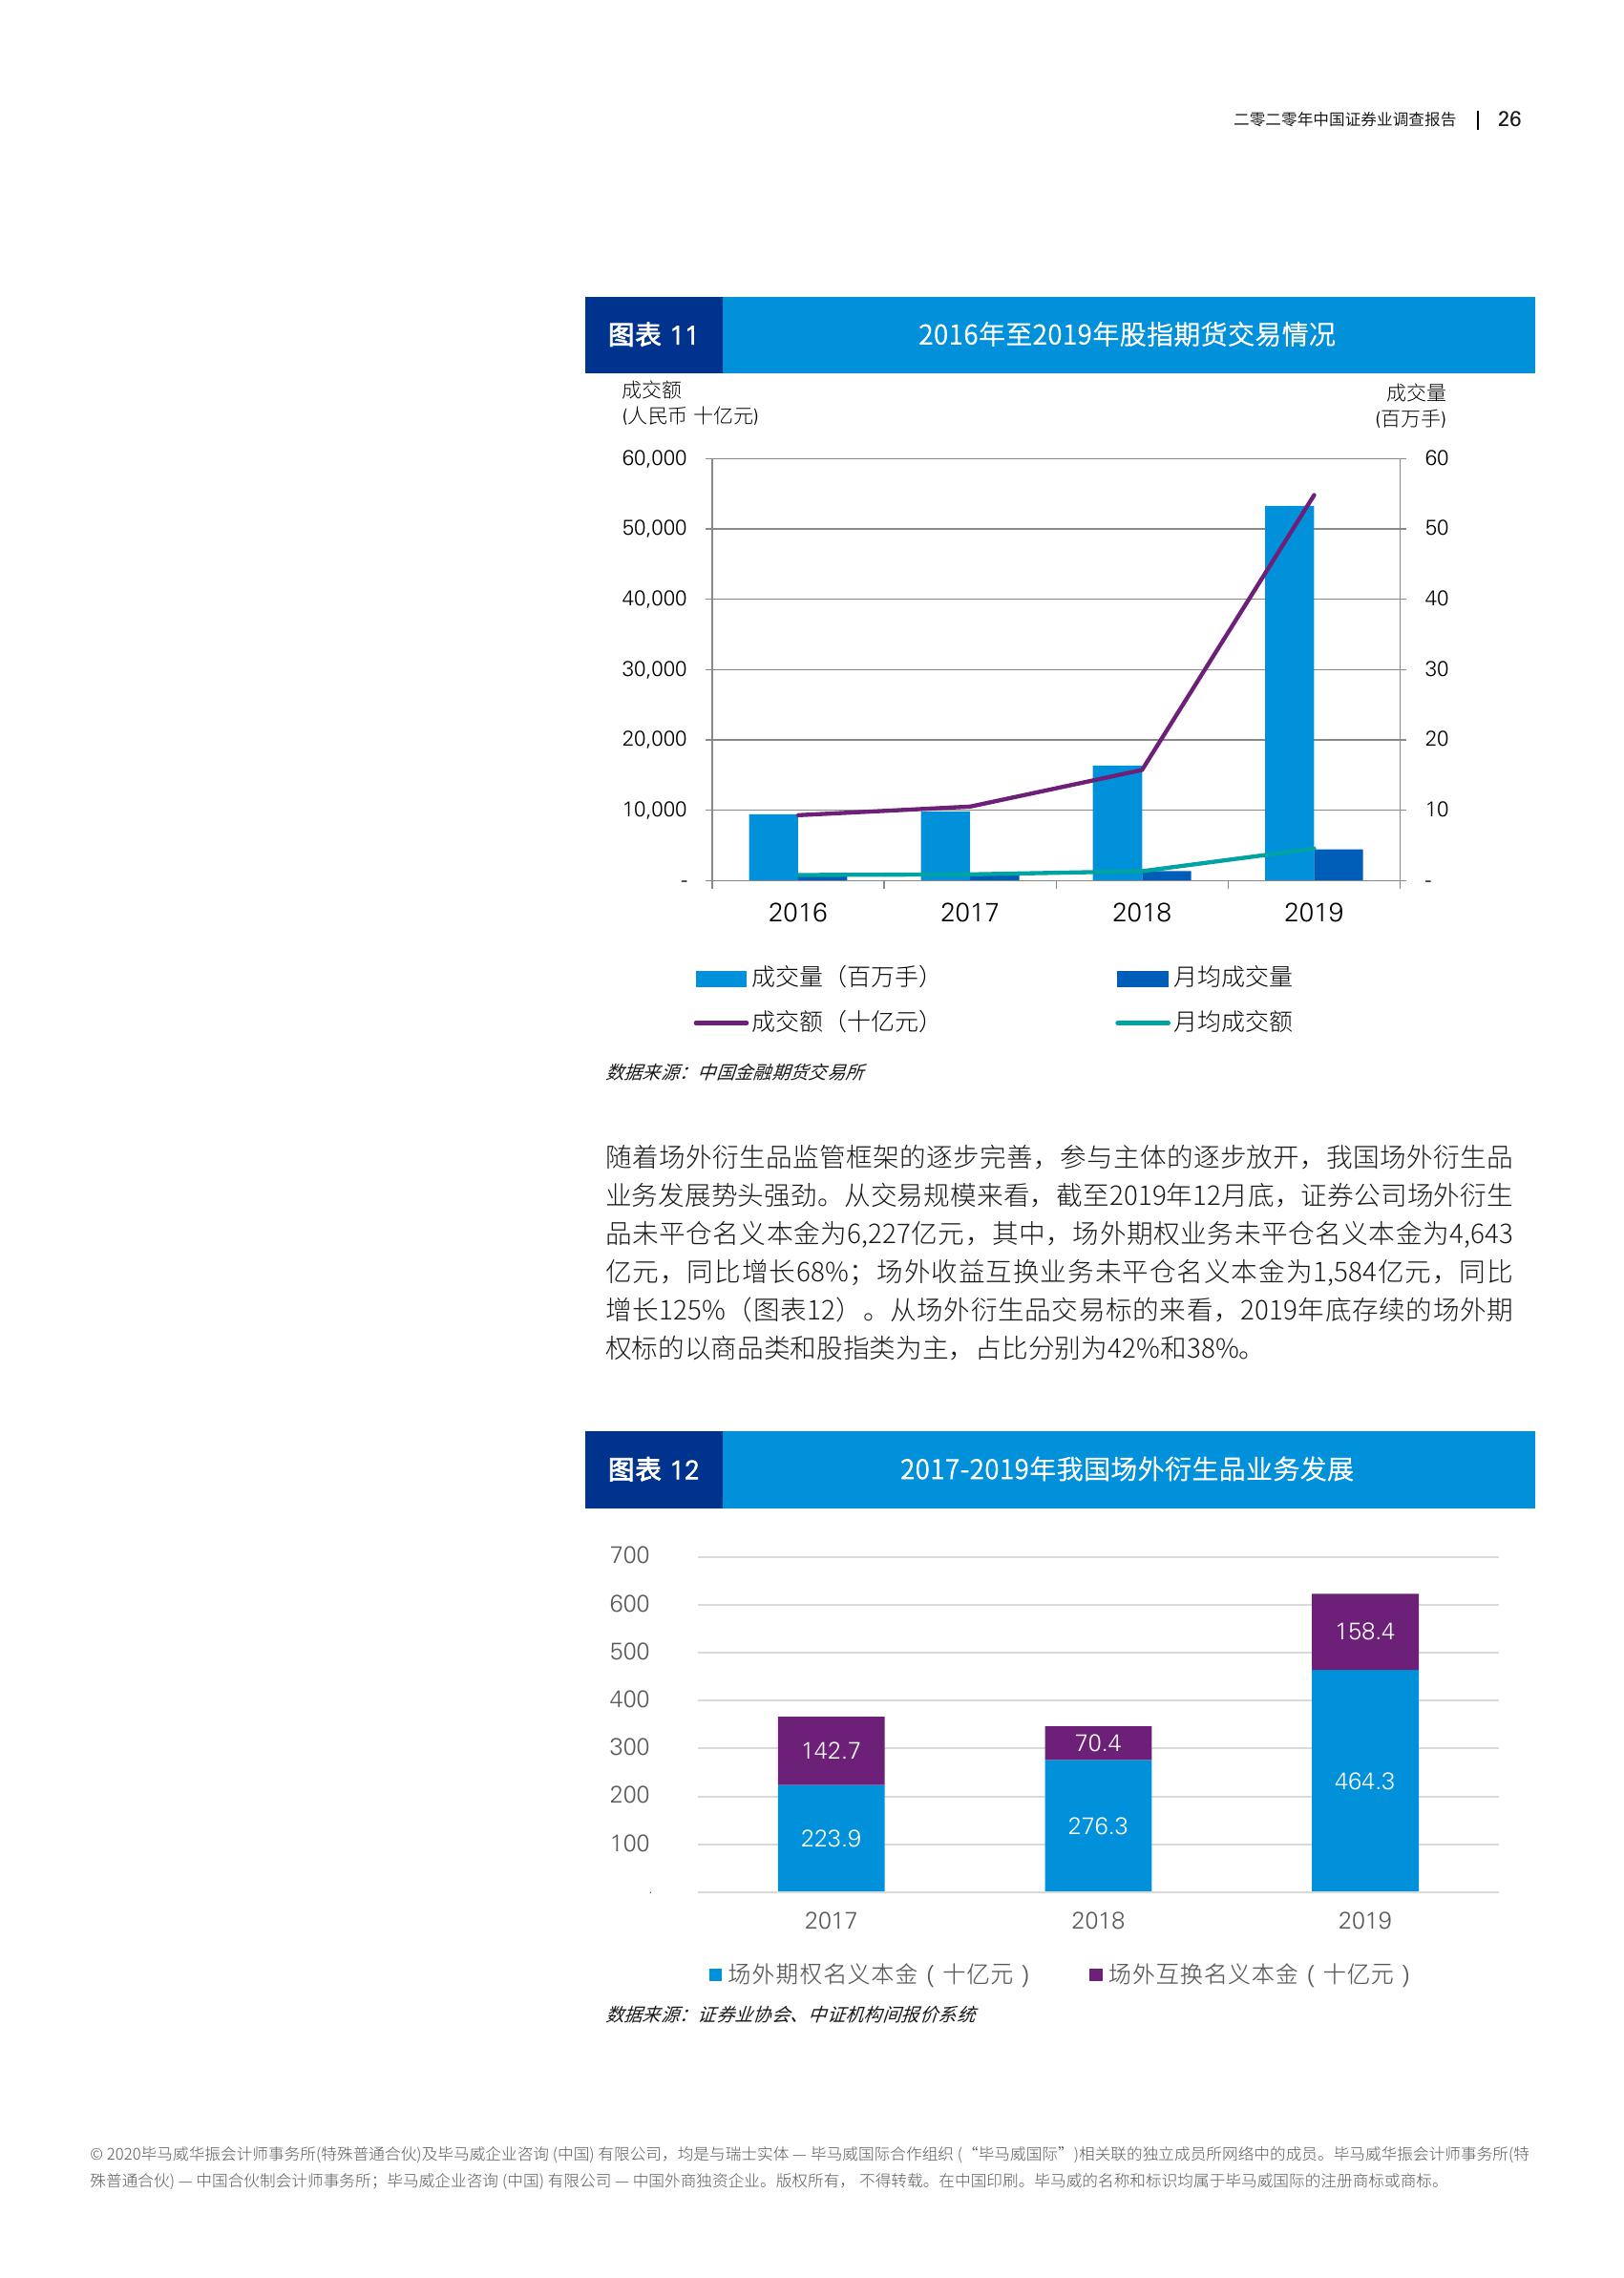 二零二零年中国证券业调查报告 | 26
图表 11
2016年至2019年股指期货交易情况
成交额
(人民币 十亿元)
成交量
(百万手)
60,000
50,000
40,000
30,000
20,000
10,000
-
60
50
40
30
20
10
-
2016 2017 2018 2019
成交量（百万手） 月均成交量
成交额（十亿元） 月均成交额
数据来源：中国金融期货交易所
随着场外衍生品监管框架的逐步完善，参与主体的逐步放开，我国场外衍生品
业务发展势头强劲。从交易规模来看，截至2019年12月底，证券公司场外衍生
品未平仓名义本金为6,227亿元，其中，场外期权业务未平仓名义本金为4,643
亿元，同比增长68%；场外收益互换业务未平仓名义本金为1,584亿元，同比
增长125%（图表12）。从场外衍生品交易标的来看，2019年底存续的场外期
权标的以商品类和股指类为主，占比分别为42%和38%。
图表 12
2017-2019年我国场外衍生品业务发展
700
600
500
400
300
200
100
.
142.7
223.9
70.4
276.3
158.4
464.3
2017 2018 2019
场外期权名义本金（十亿元） 场外互换名义本金（十亿元）
数据来源：证券业协会、中证机构间报价系统
© 2020毕马威华振会计师事务所(特殊普通合伙)及毕马威企业咨询 (中国) 有限公司，均是与瑞士实体 — 毕马威国际合作组织 (“毕马威国际”)相关联的独立成员所网络中的成员。毕马威华振会计师事务所(特
殊普通合伙) — 中国合伙制会计师事务所；毕马威企业咨询 (中国) 有限公司 — 中国外商独资企业。版权所有， 不得转载。在中国印刷。毕马威的名称和标识均属于毕马威国际的注册商标或商标。